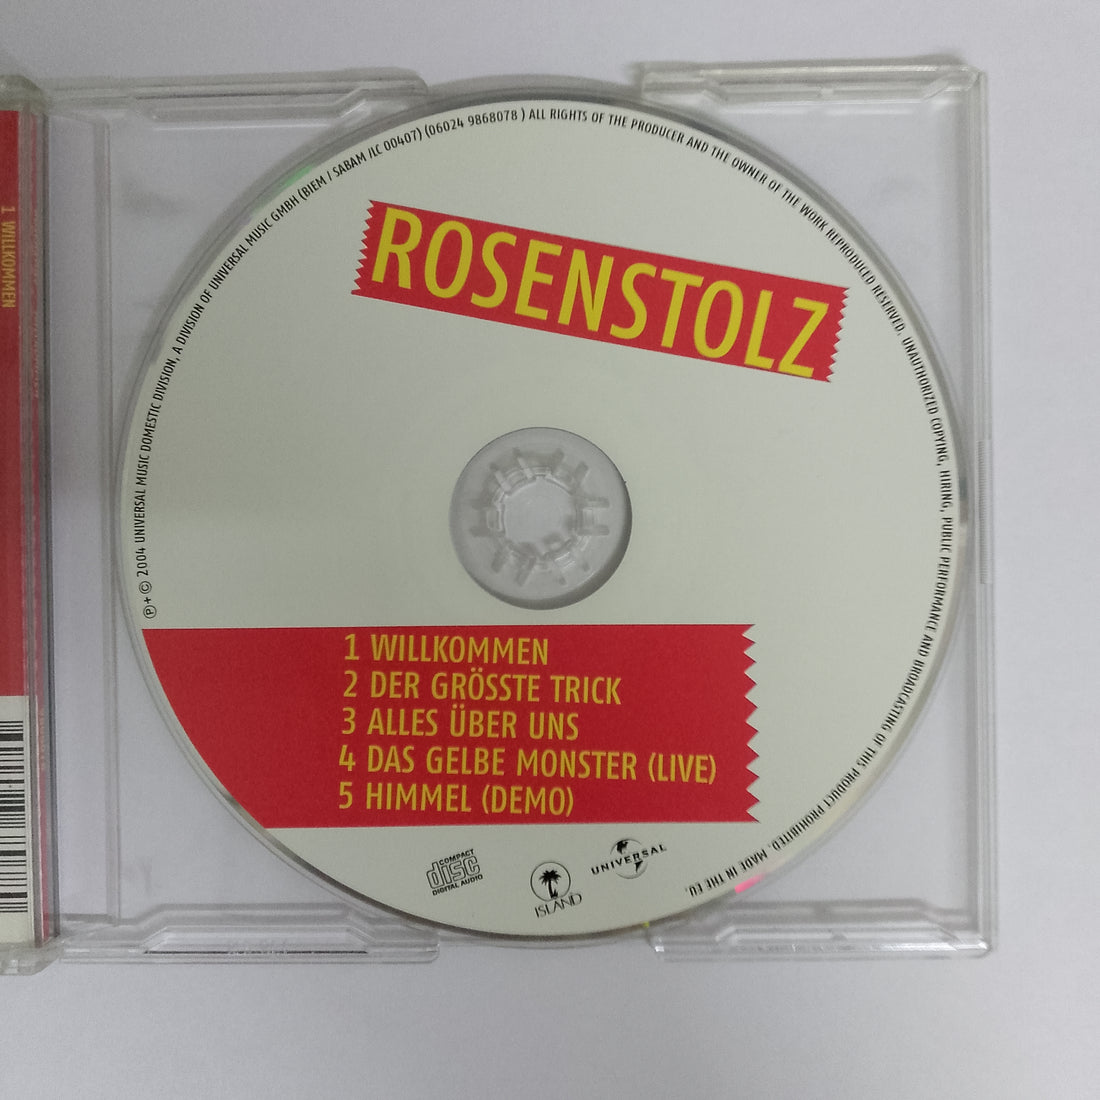 ℗ + © 2004 UNIVERSAL MUSIC DOMESTIC DIVISION, A DIVISION OF UNIVERSAL MUSIC GMBH (BIEM / SABAM /LC 00407) (06024 9868078 ) ALL RIGHTS OF THE PRODUCER AND THE OWNER OF THE WORK REPRODUCED RESERVED. UNAUTHORIZED COPYING, HIRING, PUBLIC PERFORMANCE AND BROADCASTING OF THIS PRODUCT PROHIBITED. MADE IN THE EU.
ROSENSTOLZ
1 WILLKOMMEN
2 DER GRÖSSTE TRICK
3 ALLES ÜBER UNS
4 DAS GELBE MONSTER (LIVE)
5 HIMMEL (DEMO)
COMPACT
disc
DIGITAL AUDIO
ISLAND
UNIVERSAL
1 WILLKOMMEN